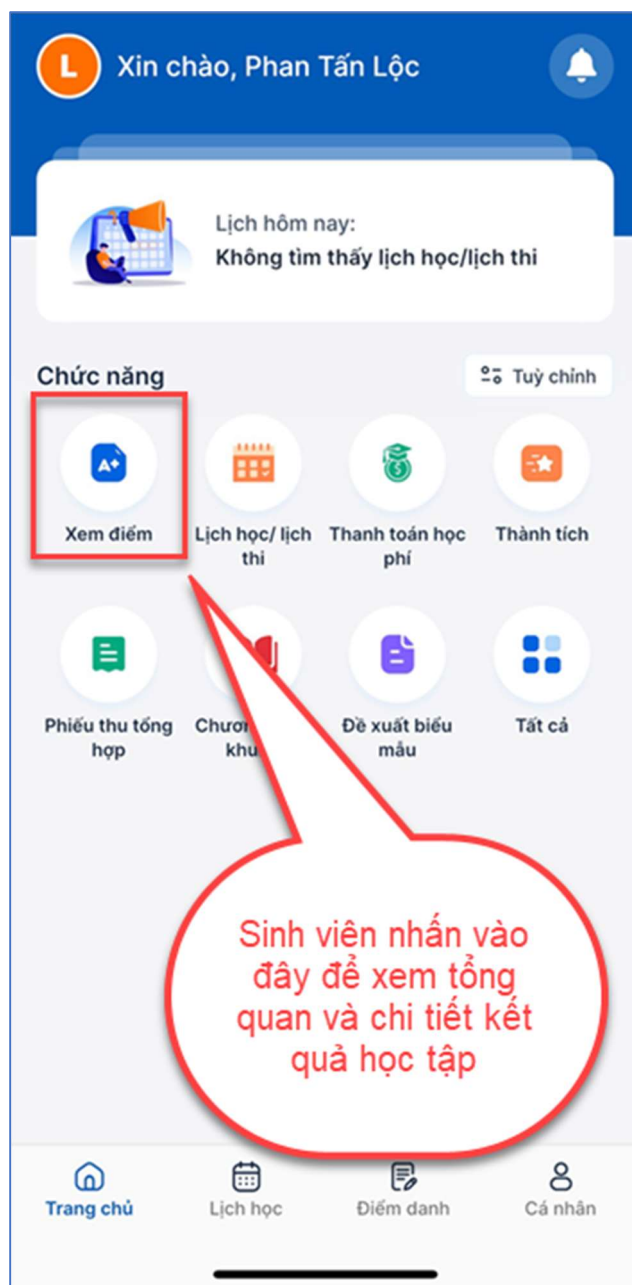 L
Xin chào, Phan Tấn Lộc
Lịch hôm nay:
Không tìm thấy lịch học/lịch thi
Chức năng
Tuỳ chỉnh
A+
Xem điểm
Lịch học/ lịch
thi
Thanh toán học
phí
Thành tích
Phiếu thu tổng
hợp
khu
Đề xuất biểu
mẫu
Tất cả
Sinh viên nhấn vào
đây để xem tổng
quan và chi tiết kết
quả học tập
Trang chủ
Lịch học
Điểm danh
Cá nhân